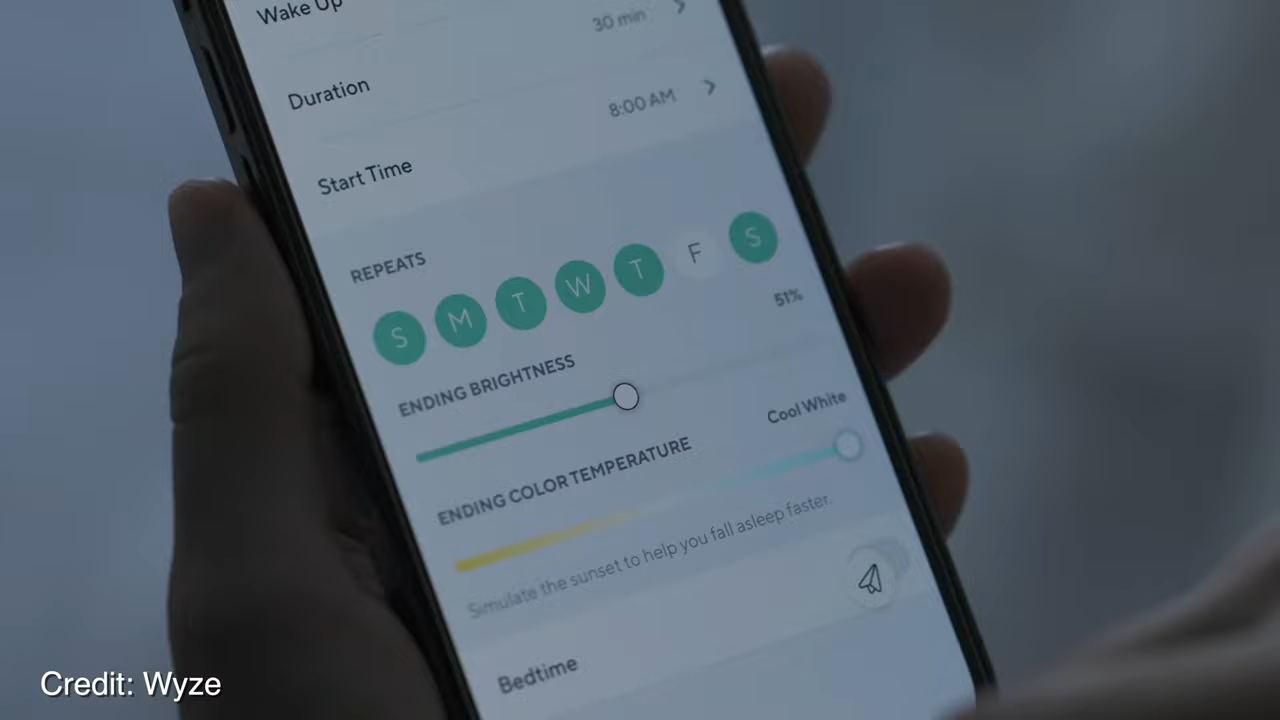 Wake Up
30 min
Duration
8:00 AM
Start Time
REPEATS
S M T W T F S
51%
ENDING BRIGHTNESS
Cool White
ENDING COLOR TEMPERATURE
Simulate the sunset to help you fall asleep faster.
Bedtime
Credit: Wyze